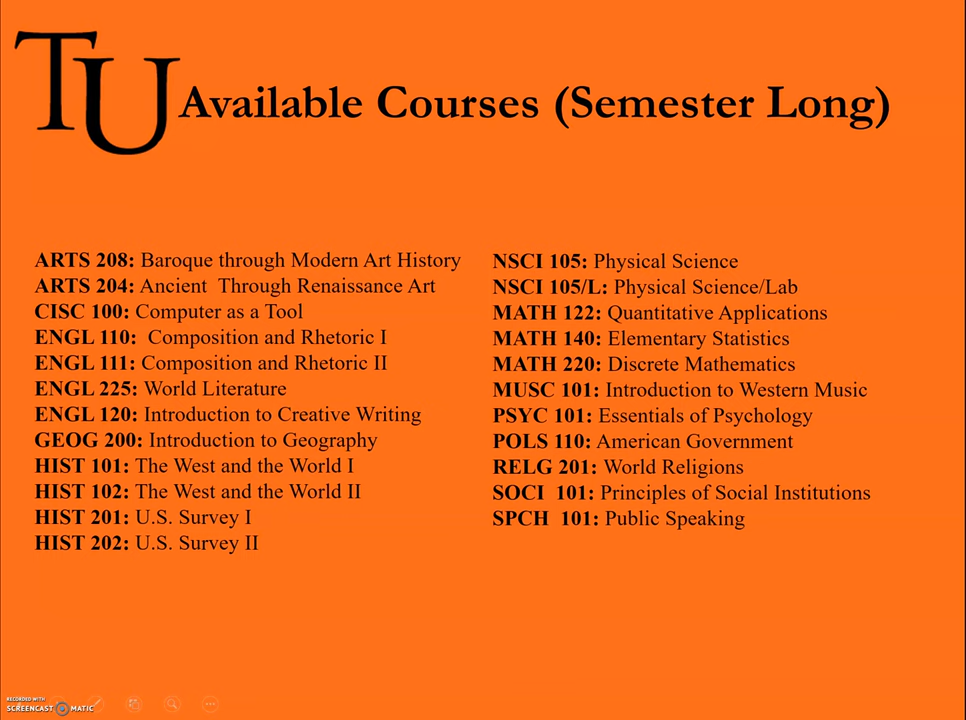 TU
Available Courses (Semester Long)
ARTS 208: Baroque through Modern Art History
ARTS 204: Ancient Through Renaissance Art
CISC 100: Computer as a Tool
ENGL 110: Composition and Rhetoric I
ENGL 111: Composition and Rhetoric II
ENGL 225: World Literature
ENGL 120: Introduction to Creative Writing
GEOG 200: Introduction to Geography
HIST 101: The West and the World I
HIST 102: The West and the World II
HIST 201: U.S. Survey I
HIST 202: U.S. Survey II
NSCI 105: Physical Science
NSCI 105/L: Physical Science/Lab
MATH 122: Quantitative Applications
MATH 140: Elementary Statistics
MATH 220: Discrete Mathematics
MUSC 101: Introduction to Western Music
PSYC 101: Essentials of Psychology
POLS 110: American Government
RELG 201: World Religions
SOCI 101: Principles of Social Institutions
SPCH 101: Public Speaking
RECORDED WITH
SCREENCAST MATIC